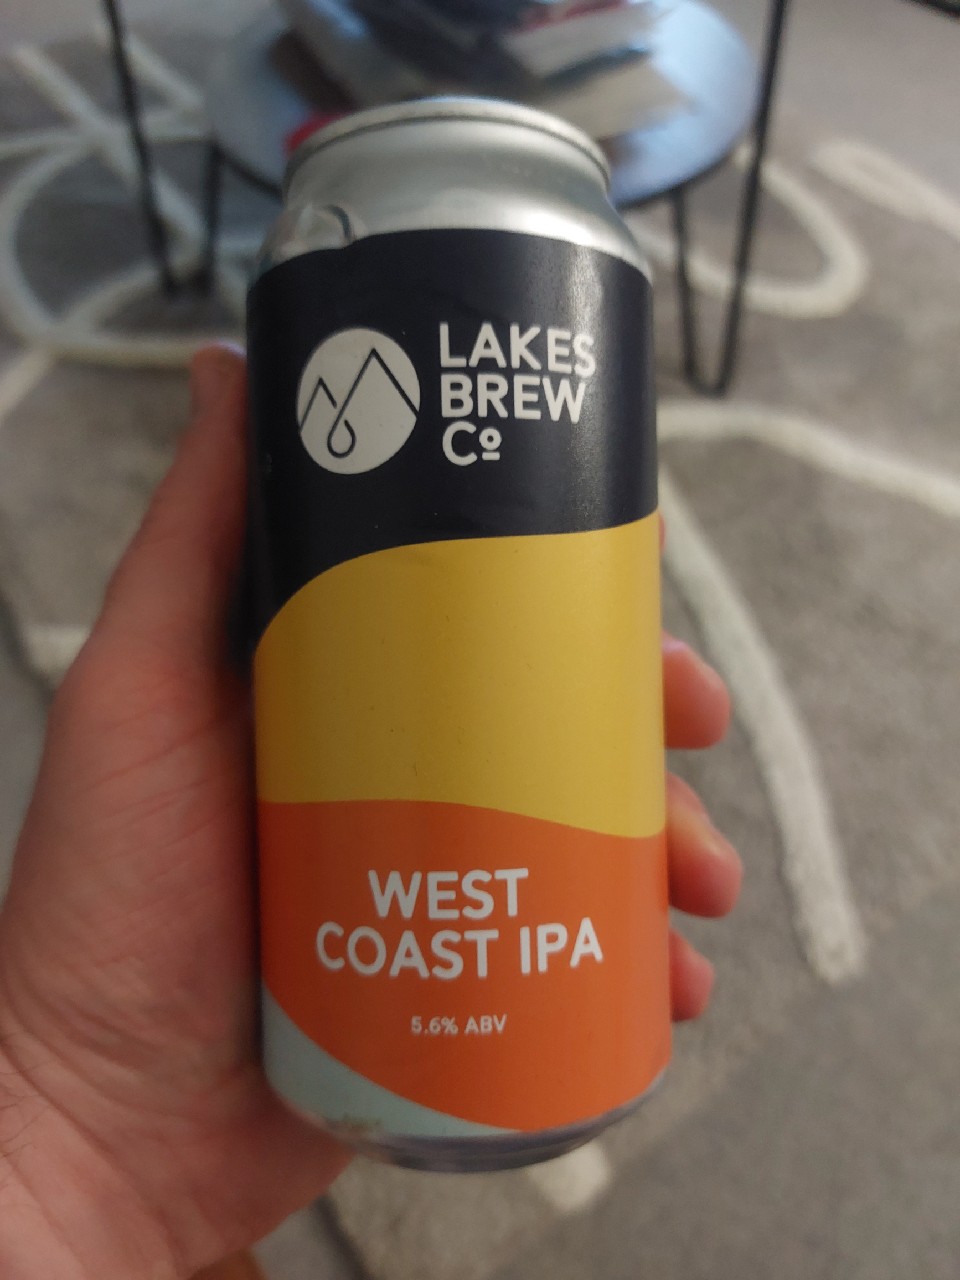 LAKES
BREW
Cº
WEST
COAST IPA
5.6% ABV